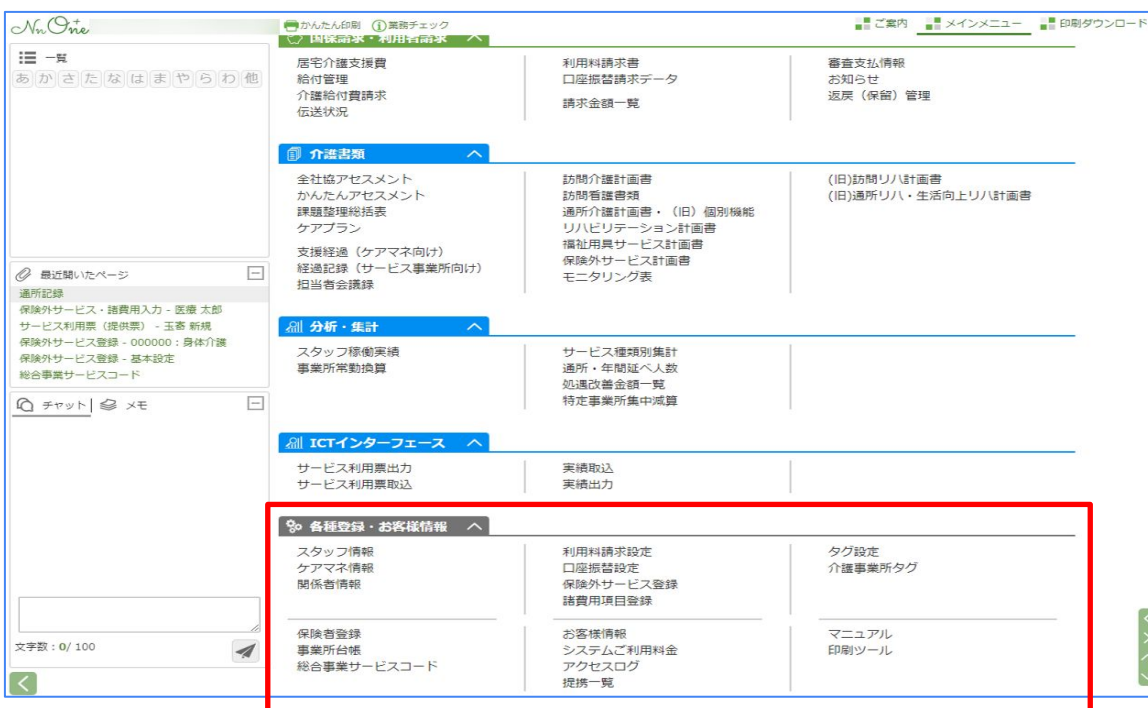 NnOne
かんたん印刷 業務チェック
ご案内 メインメニュー 印刷ダウンロード
一覧
あ か さ た な は ま や ら わ 他
最近開いたページ
通所記録
保険外サービス・諸費用入力 - 医療 太郎
サービス利用票（提供票） - 玉寄 新規
保険外サービス登録 - 000000：身体介護
保険外サービス登録 - 基本設定
総合事業サービスコード
チャット メモ
文字数：0/ 100
国保請求・利用者請求
居宅介護支援費
給付管理
介護給付費請求
伝送状況
利用料請求書
口座振替請求データ
請求金額一覧
審査支払情報
お知らせ
返戻（保留）管理
介護書類
全社協アセスメント
かんたんアセスメント
課題整理総括表
ケアプラン
支援経過（ケアマネ向け）
経過記録（サービス事業所向け）
担当者会議録
訪問介護計画書
訪問看護書類
通所介護計画書・（旧）個別機能
リハビリテーション計画書
福祉用具サービス計画書
保険外サービス計画書
モニタリング表
(旧)訪問リハ計画書
(旧)通所リハ・生活向上リハ計画書
分析・集計
スタッフ稼働実績
事業所常勤換算
サービス種類別集計
通所・年間延べ人数
処遇改善金額一覧
特定事業所集中減算
ICTインターフェース
サービス利用票出力
サービス利用票取込
実績取込
実績出力
各種登録・お客様情報
スタッフ情報
ケアマネ情報
関係者情報
利用料請求設定
口座振替設定
保険外サービス登録
諸費用項目登録
タグ設定
介護事業所タグ
保険者登録
事業所台帳
総合事業サービスコード
お客様情報
システムご利用料金
アクセスログ
提携一覧
マニュアル
印刷ツール